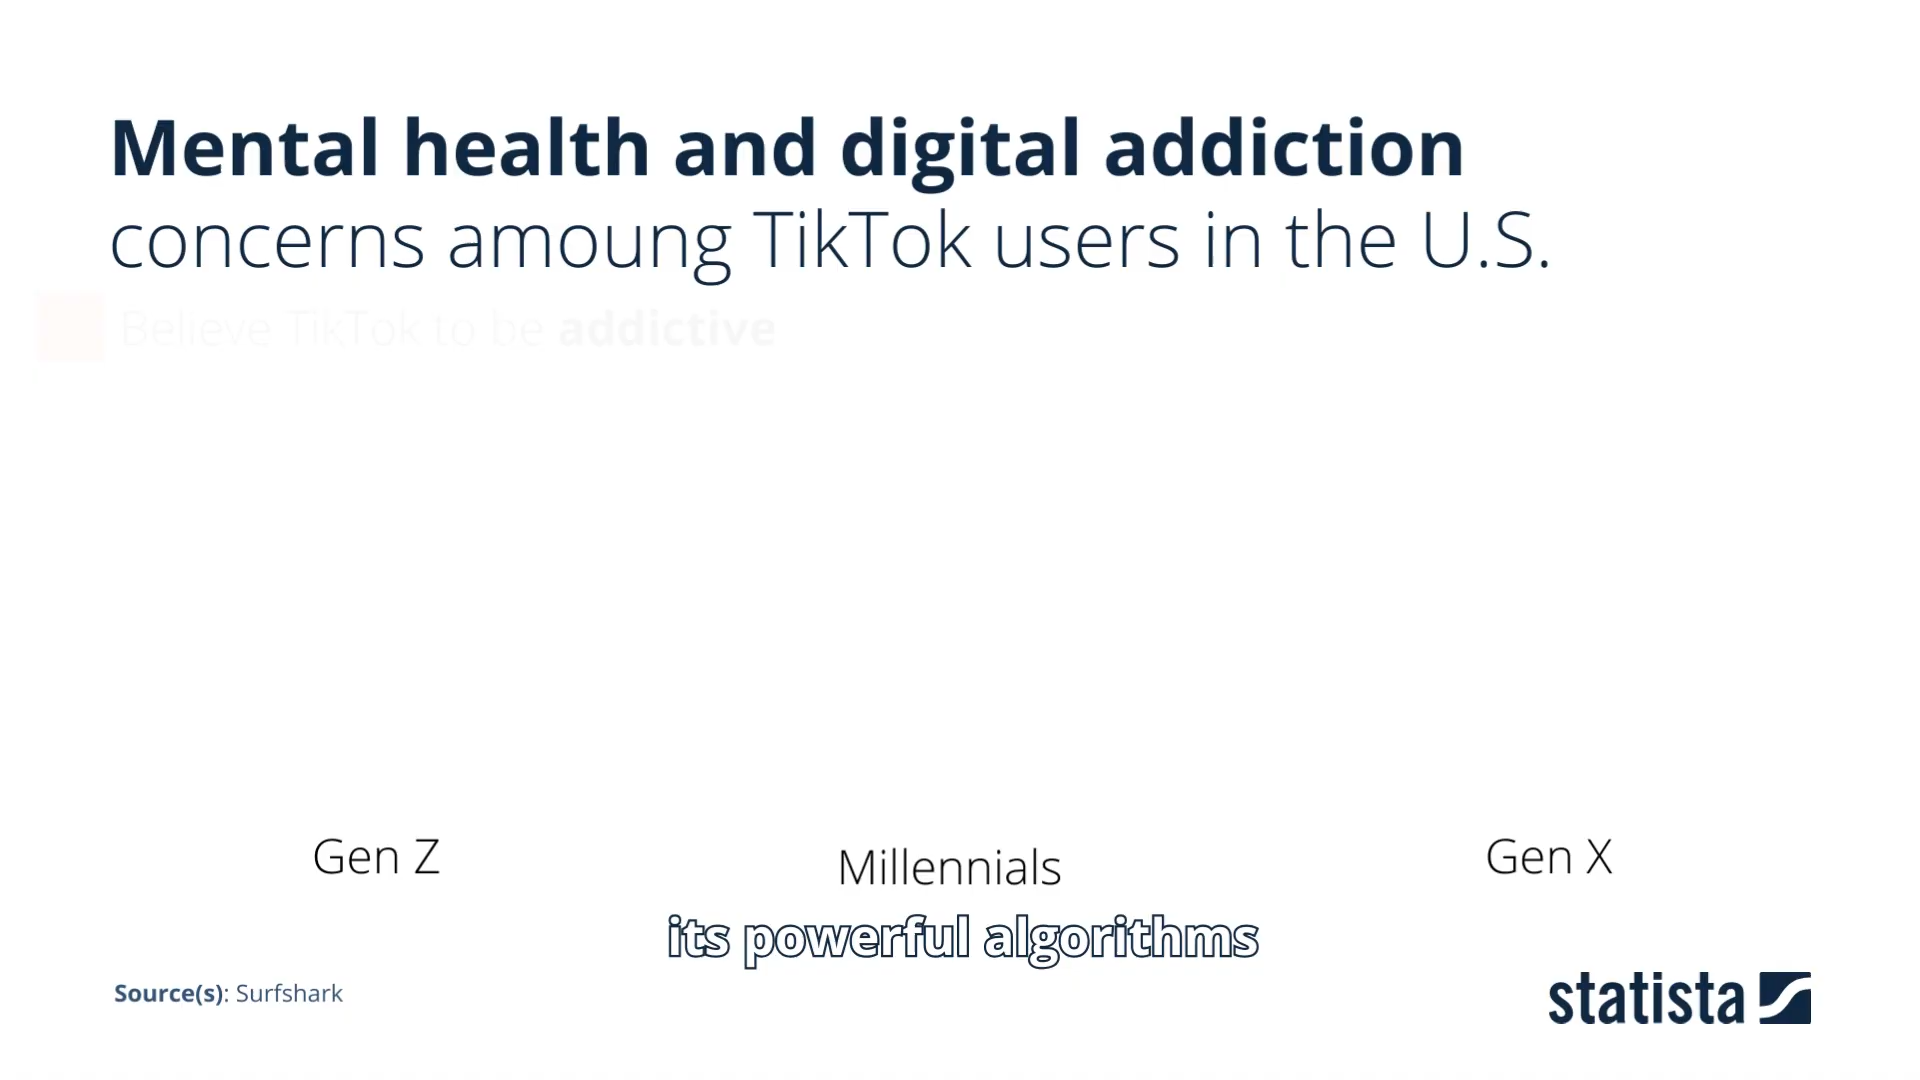 Mental health and digital addiction
concerns amoung TikTok users in the U.S.
Believe TikTok to be addictive
Gen Z
Millennials
Gen X
its powerful algorithms
Source(s): Surfshark
statista